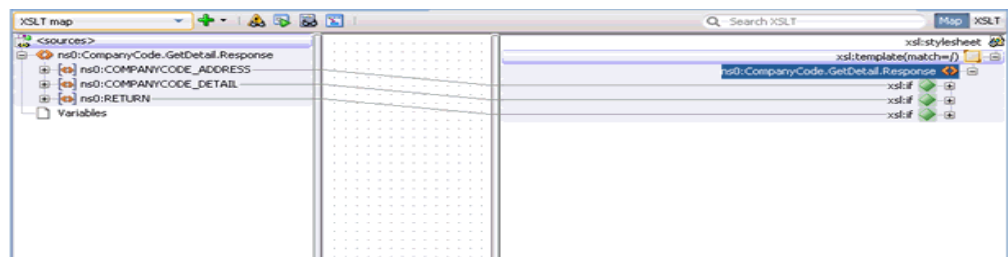 XSLT map
Search XSLT
Map
XSLT
<sources>
ns0:CompanyCode.GetDetail.Response
ns0:COMPANYCODE_ADDRESS
ns0:COMPANYCODE_DETAIL
ns0:RETURN
Variables
xsl:stylesheet
xsl:template(match=/)
ns0:CompanyCode.GetDetail.Response
xsl:if
xsl:if
xsl:if